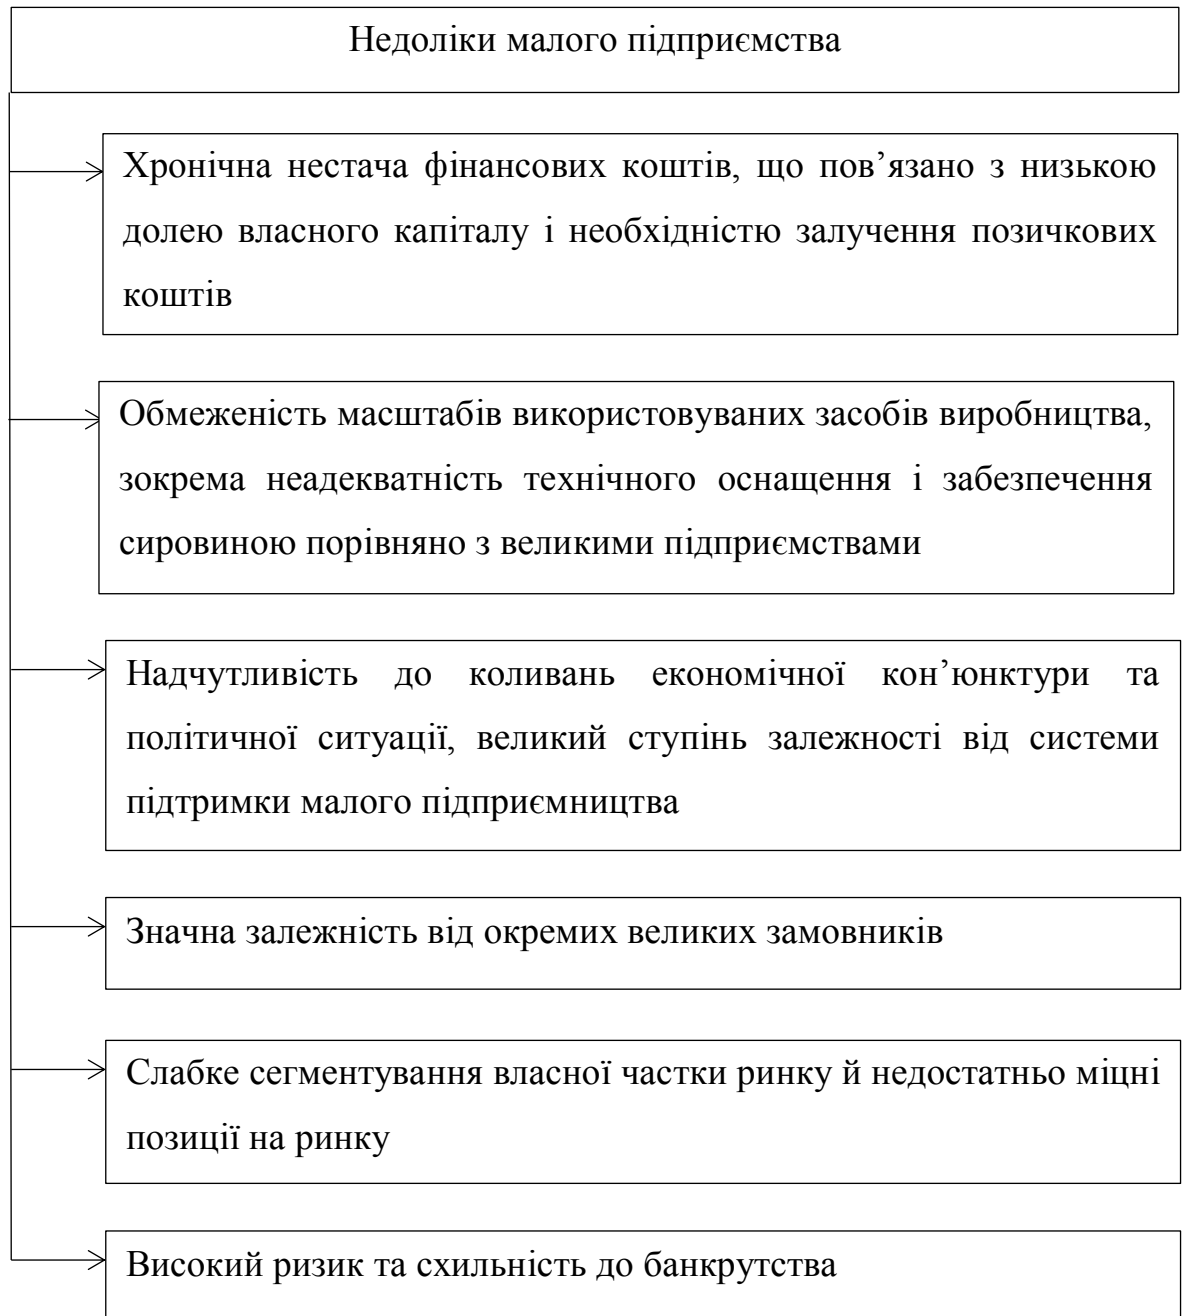 Недоліки малого підприємства
Хронічна нестача фінансових коштів, що пов’язано з низькою
долею власного капіталу і необхідністю залучення позичкових
коштів
Обмеженість масштабів використовуваних засобів виробництва,
зокрема неадекватність технічного оснащення і забезпечення
сировиною порівняно з великими підприємствами
Надчутливість до коливань економічної кон’юнктури та
політичної ситуації, великий ступінь залежності від системи
підтримки малого підприємництва
Значна залежність від окремих великих замовників
Слабке сегментування власної частки ринку й недостатньо міцні
позиції на ринку
Високий ризик та схильність до банкрутства